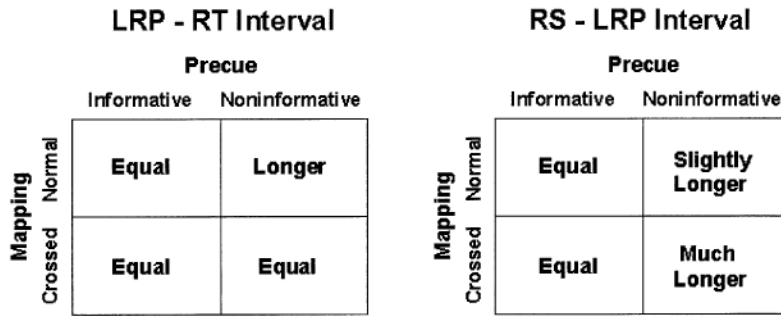 LRP - RT Interval
Precue
Informative Noninformative
Mapping
Normal
Equal Longer
Crossed
Equal Equal
RS - LRP Interval
Precue
Informative Noninformative
Mapping
Normal
Equal Slightly
Longer
Crossed
Equal Much
Longer